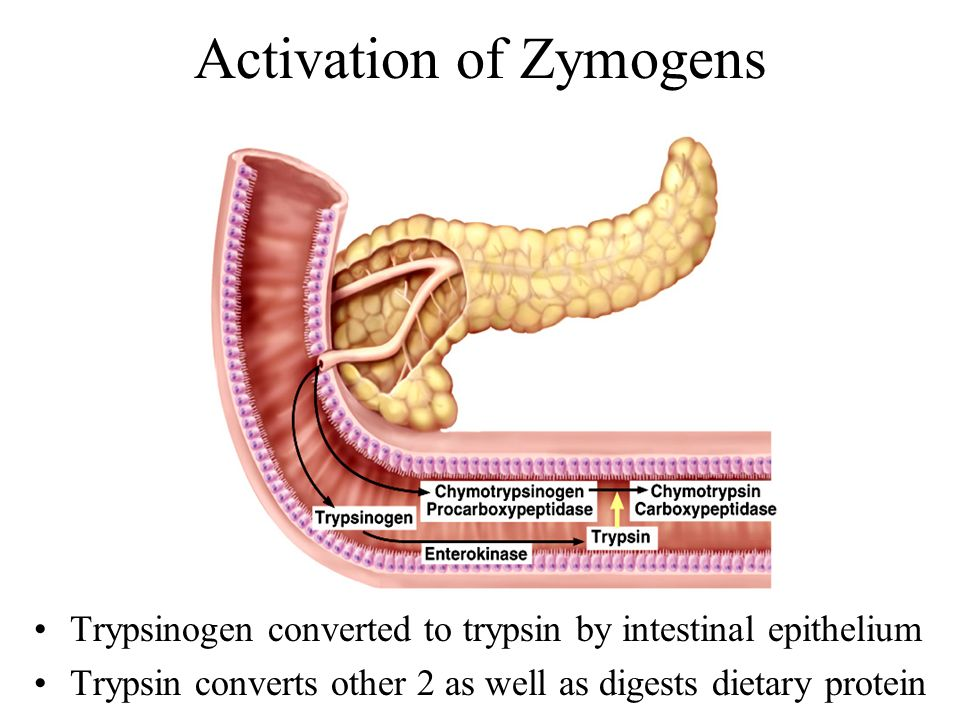 Activation of Zymogens
Chymotrypsinogen
Procarboxypeptidase
Chymotrypsin
Carboxypeptidase
Trypsinogen
Enterokinase
Trypsin
• Trypsinogen converted to trypsin by intestinal epithelium
• Trypsin converts other 2 as well as digests dietary protein